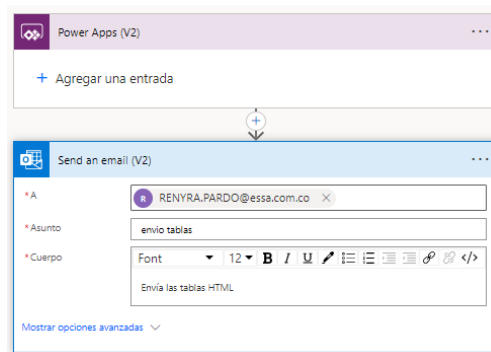 Power Apps (V2)
Agregar una entrada
Send an email (V2)
* A
R RENYRA.PARDO@essa.com.co
* Asunto
envio tablas
* Cuerpo
Font 12 B I U </>
Envía las tablas HTML
Mostrar opciones avanzadas